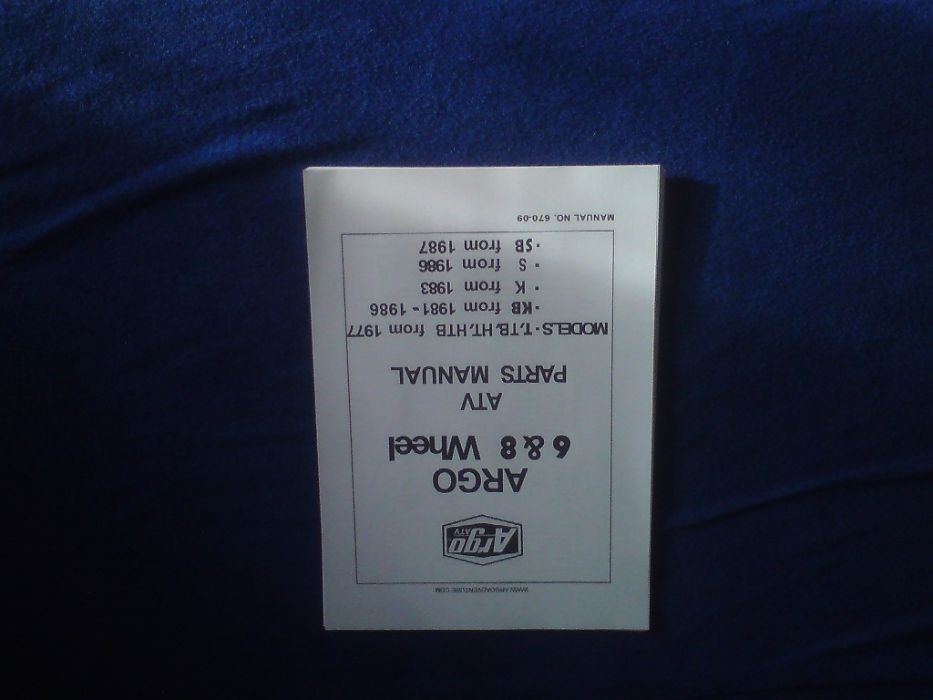 WWW.ARGOADVENTURE.COM
Argo
ATV
ARGO
6 & 8 Wheel
ATV
PARTS MANUAL
MODELS - T, TB, HT, HTB from 1977
· KB from 1981 - 1986
· K from 1983
· S from 1986
· SB from 1987
MANUAL NO. 670-09